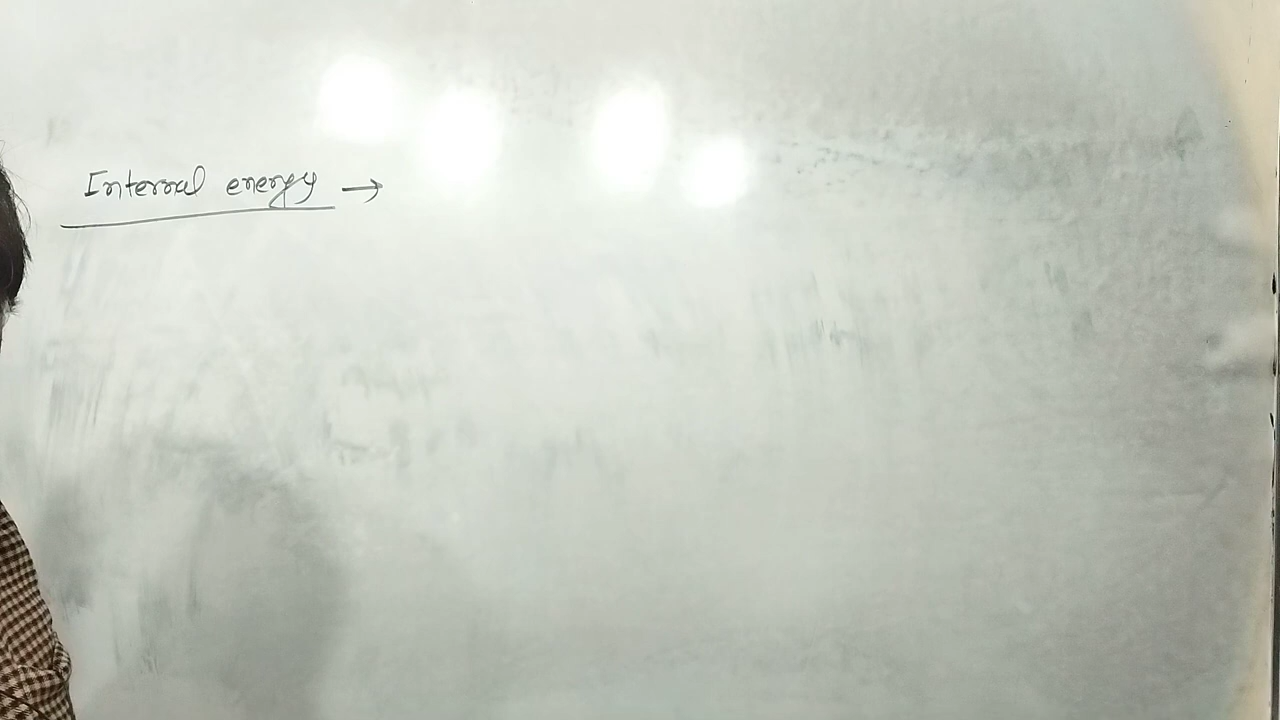 Internal energy →